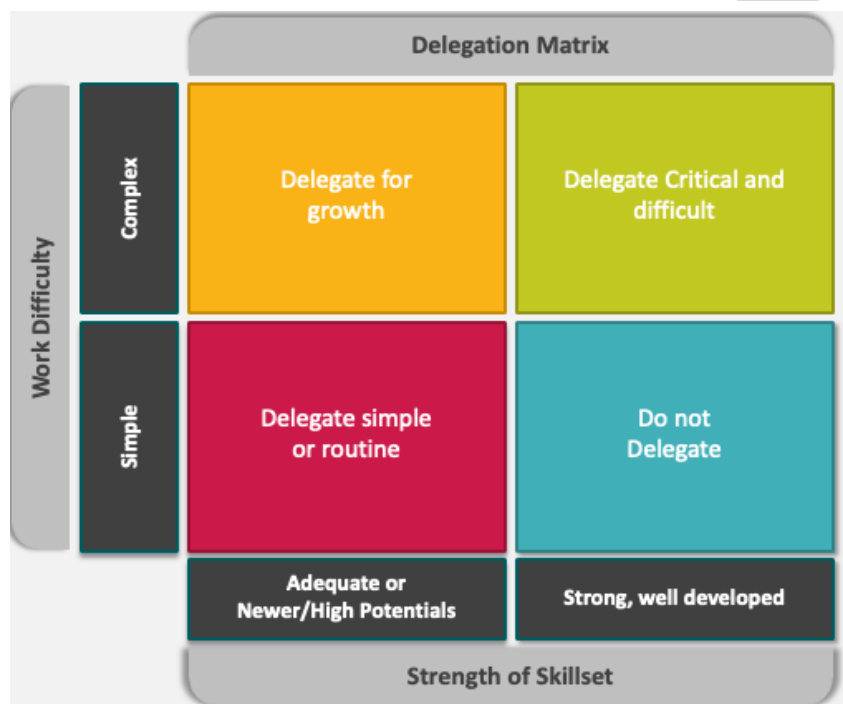 Delegation Matrix
Work Difficulty
Complex
Delegate for
growth
Delegate Critical and
difficult
Simple
Delegate simple
or routine
Do not
Delegate
Adequate or
Newer/High Potentials
Strong, well developed
Strength of Skillset